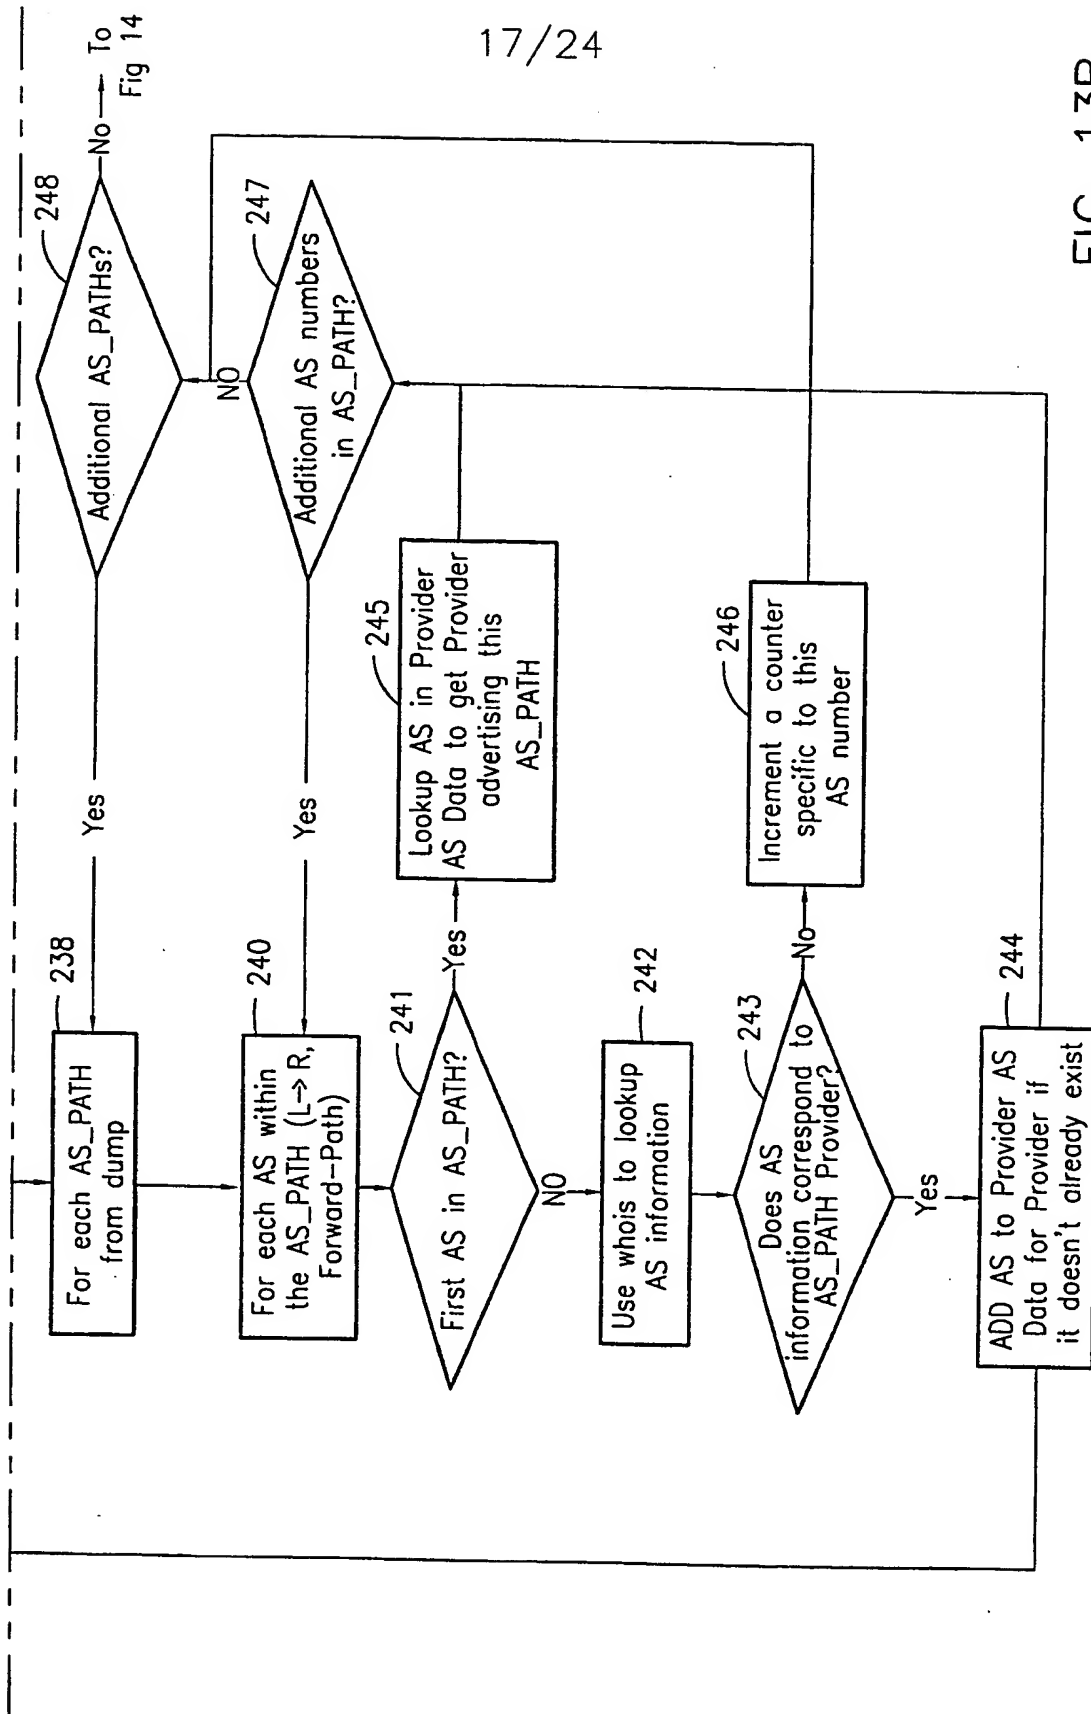 17/24
For each AS_PATH
from dump
238
For each AS within
the AS_PATH (L→R,
Forward-Path)
240
First AS in AS_PATH?
241
Yes
NO
Use whois to lookup
AS information
242
Does AS
information correspond to
AS_PATH Provider?
243
No
Yes
ADD AS to Provider AS
Data for Provider if
it doesn't already exist
244
Lookup AS in Provider
AS Data to get Provider
advertising this
AS_PATH
245
Increment a counter
specific to this
AS number
246
Additional AS numbers
in AS_PATH?
247
Yes
NO
Additional AS_PATHs?
248
Yes
No
To
Fig 14